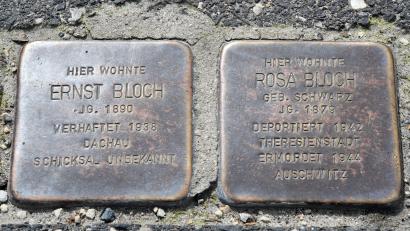 HIER WOHNTE
ERNST BLOCH
JG. 1890
VERHAFTET 1938
DACHAU
SCHICKSAL UNBEKANNT
HIER WOHNTE
ROSA BLOCH
GEB. SCHWARZ
JG. 1878
DEPORTIERT 1942
THERESIENSTADT
ERMORDET 1944
AUSCHWITZ